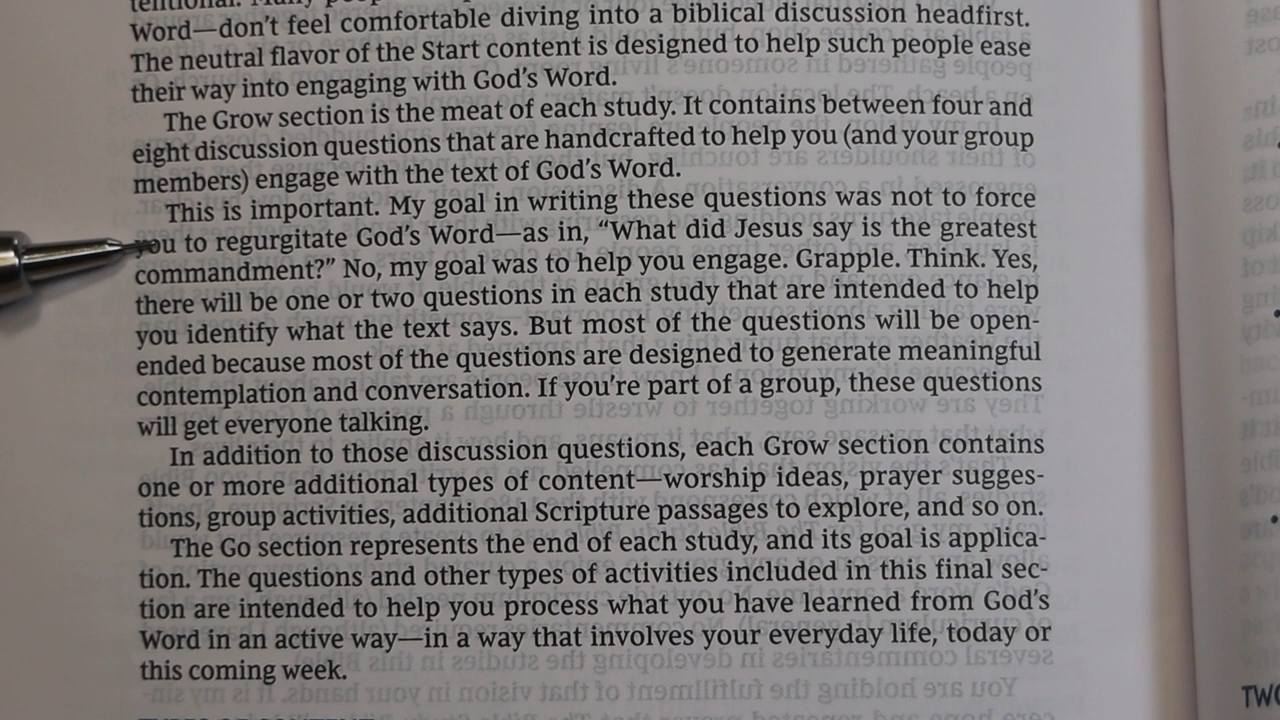 Word—don't feel comfortable diving into a biblical discussion headfirst.
The neutral flavor of the Start content is designed to help such people ease
their way into engaging with God's Word.
The Grow section is the meat of each study. It contains between four and
eight discussion questions that are handcrafted to help you (and your group
members) engage with the text of God's Word.
This is important. My goal in writing these questions was not to force
you to regurgitate God's Word—as in, “What did Jesus say is the greatest
commandment?” No, my goal was to help you engage. Grapple. Think. Yes,
there will be one or two questions in each study that are intended to help
you identify what the text says. But most of the questions will be open-
ended because most of the questions are designed to generate meaningful
contemplation and conversation. If you're part of a group, these questions
will get everyone talking.
In addition to those discussion questions, each Grow section contains
one or more additional types of content—worship ideas, prayer sugges-
tions, group activities, additional Scripture passages to explore, and so on.
The Go section represents the end of each study, and its goal is applica-
tion. The questions and other types of activities included in this final sec-
tion are intended to help you process what you have learned from God's
Word in an active way—in a way that involves your everyday life, today or
this coming week.